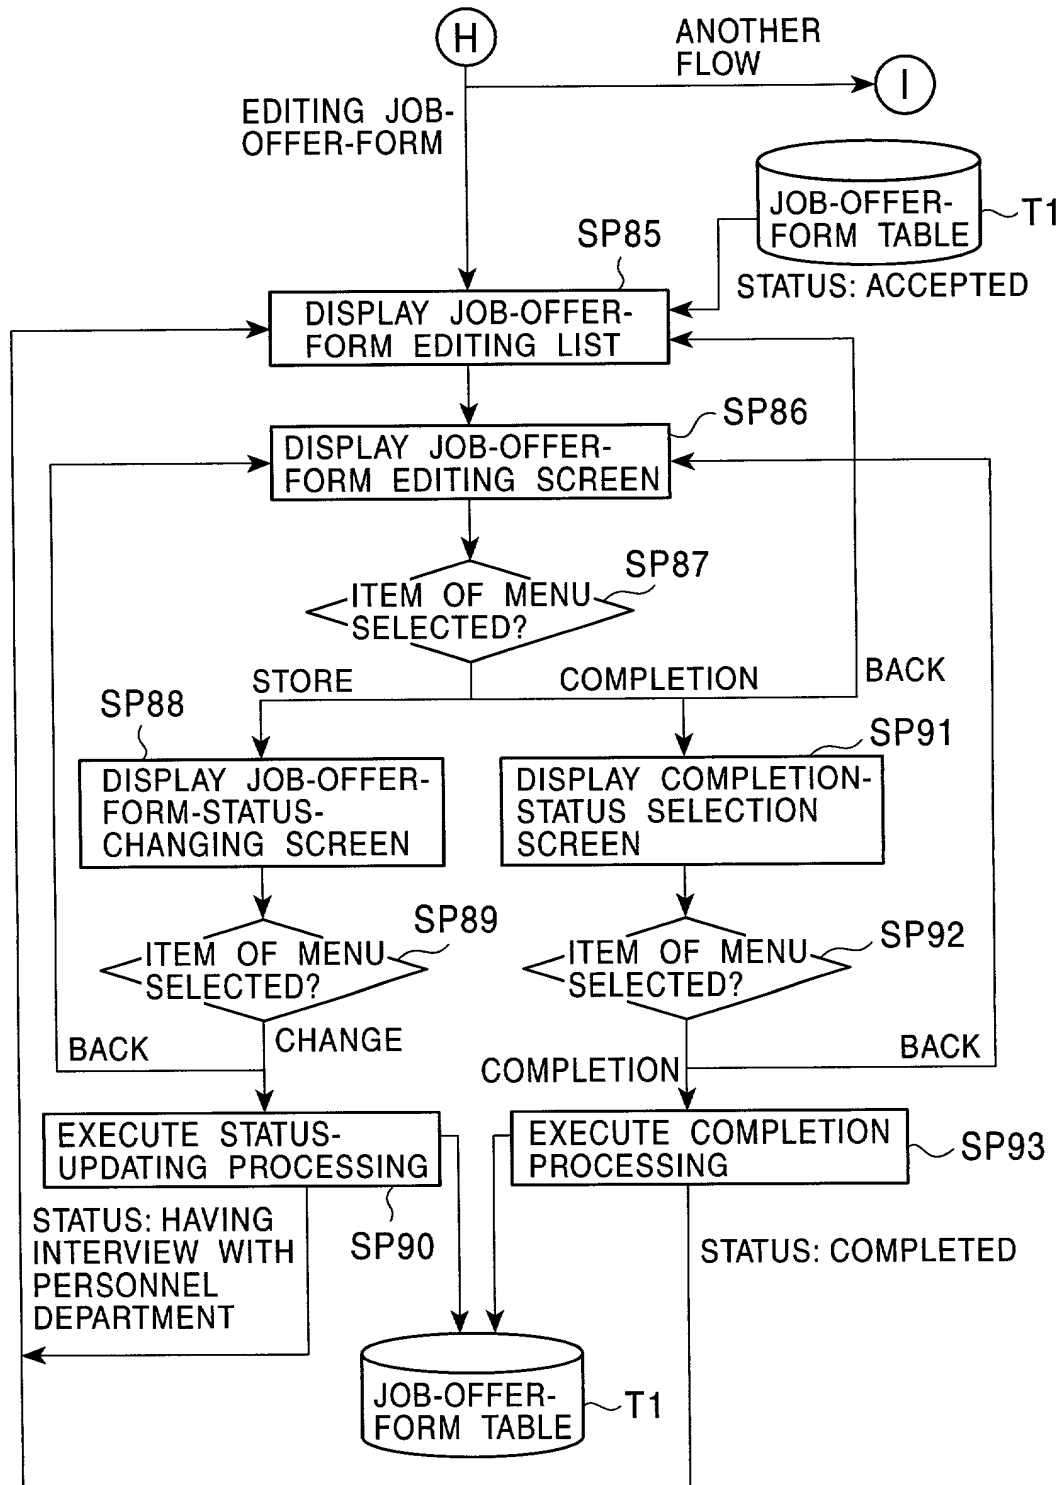 H
ANOTHER
FLOW
I
EDITING JOB-
OFFER-FORM
JOB-OFFER-
FORM TABLE
T1
STATUS: ACCEPTED
SP85
DISPLAY JOB-OFFER-
FORM EDITING LIST
SP86
DISPLAY JOB-OFFER-
FORM EDITING SCREEN
SP87
ITEM OF MENU
SELECTED?
STORE
COMPLETION
BACK
SP88
DISPLAY JOB-OFFER-
FORM-STATUS-
CHANGING SCREEN
SP91
DISPLAY COMPLETION-
STATUS SELECTION
SCREEN
SP89
ITEM OF MENU
SELECTED?
SP92
ITEM OF MENU
SELECTED?
BACK
CHANGE
COMPLETION
BACK
EXECUTE STATUS-
UPDATING PROCESSING
SP90
EXECUTE COMPLETION
PROCESSING
SP93
STATUS: HAVING
INTERVIEW WITH
PERSONNEL
DEPARTMENT
STATUS: COMPLETED
JOB-OFFER-
FORM TABLE
T1